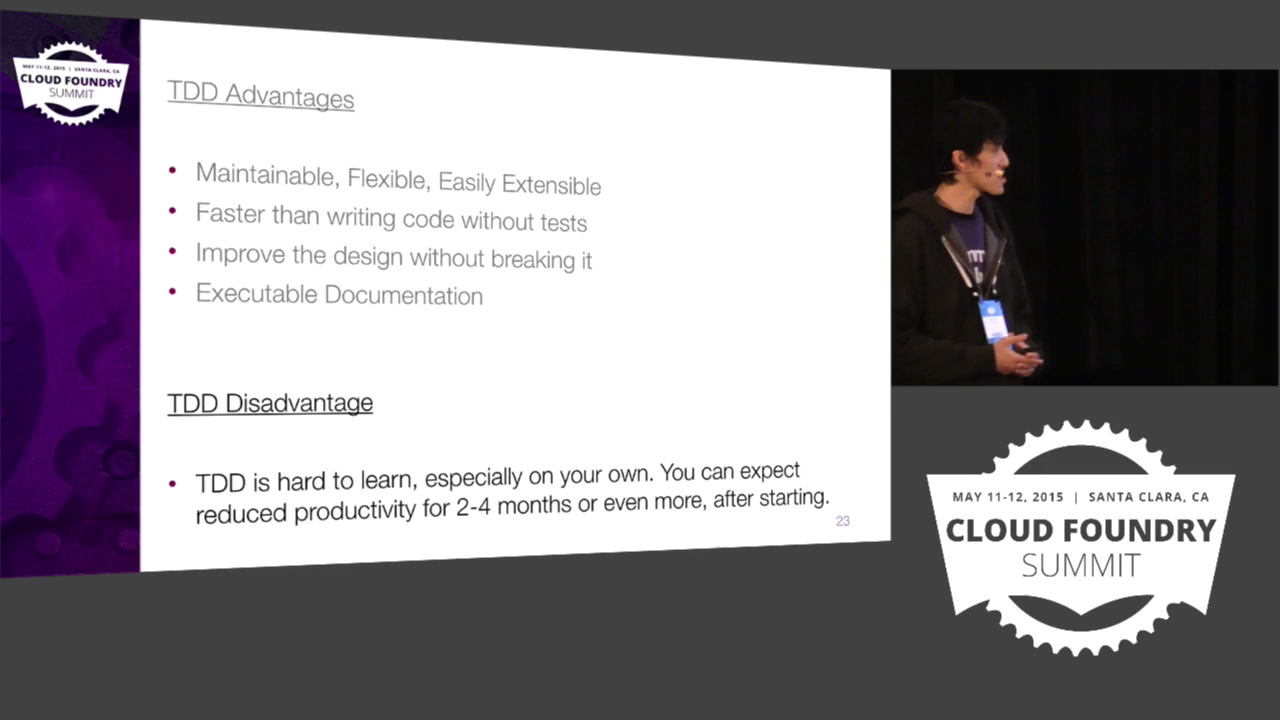 MAY 11-12, 2015 | SANTA CLARA, CA
CLOUD FOUNDRY
SUMMIT
TDD Advantages
• Maintainable, Flexible, Easily Extensible
• Faster than writing code without tests
• Improve the design without breaking it
• Executable Documentation
TDD Disadvantage
• TDD is hard to learn, especially on your own. You can expect
reduced productivity for 2-4 months or even more, after starting.
23
MAY 11-12, 2015 | SANTA CLARA, CA
CLOUD FOUNDRY
SUMMIT